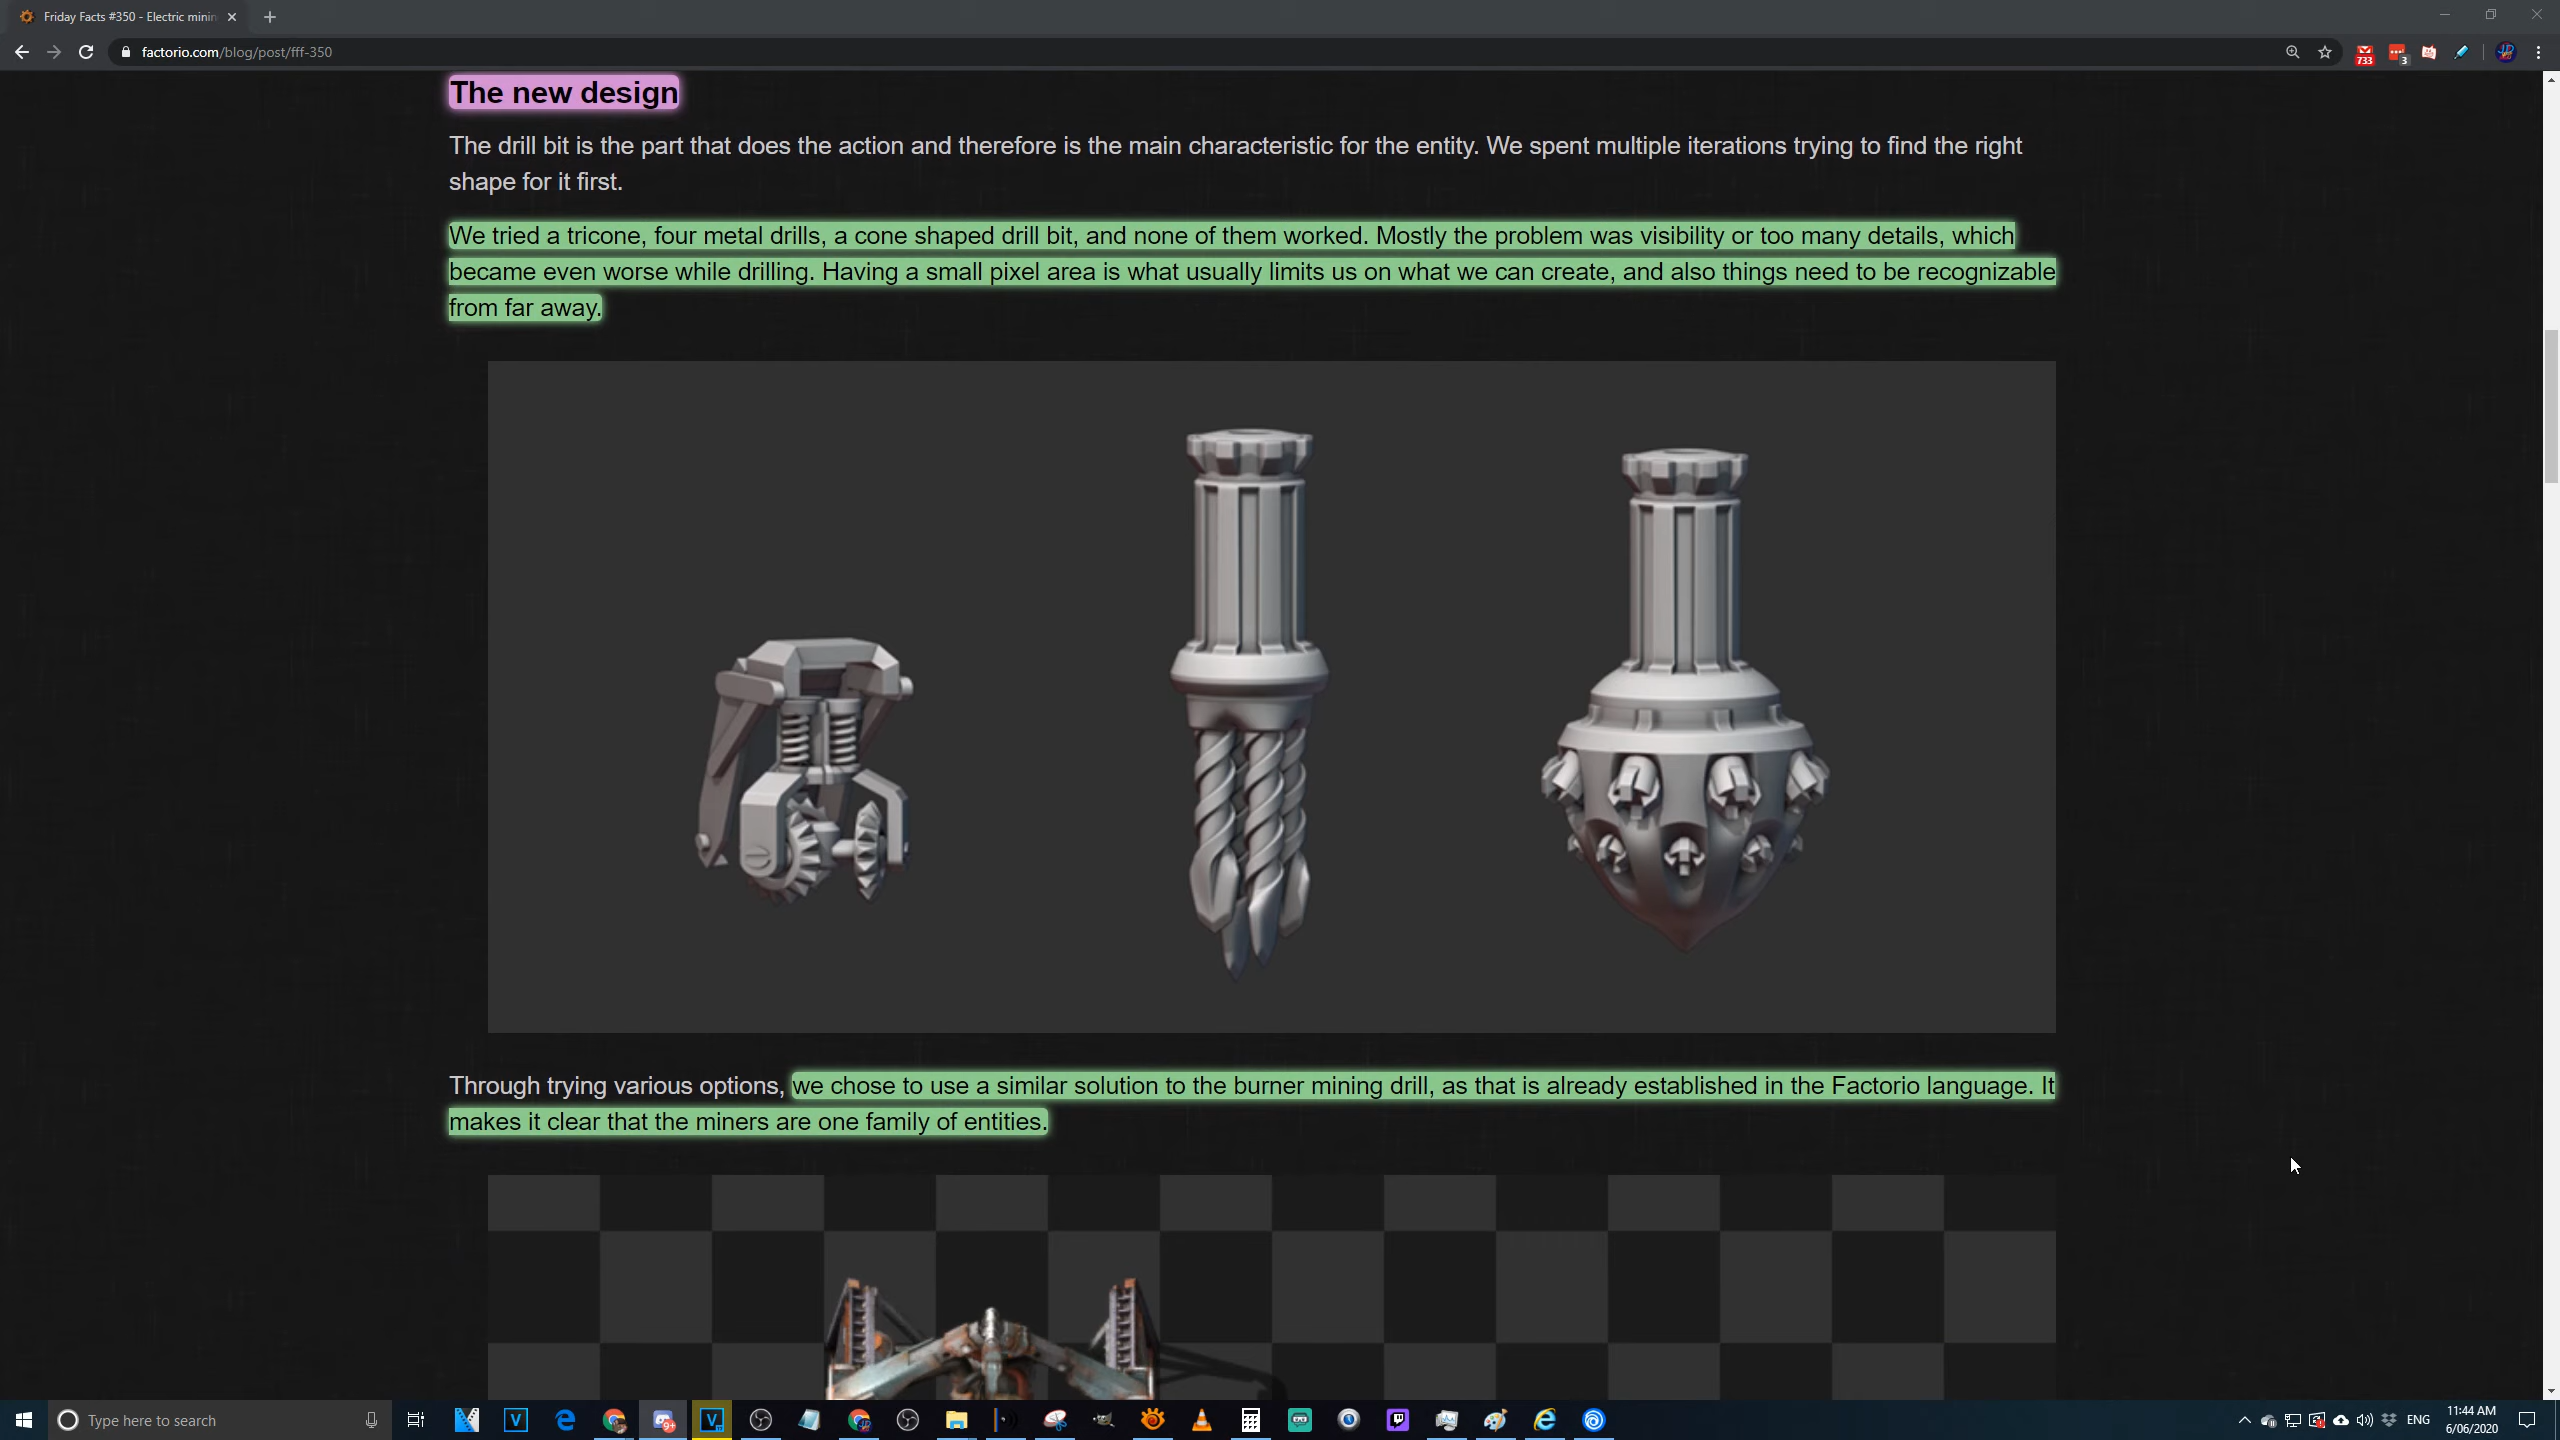 Friday Facts #350 - Electric minin
factorio.com/blog/post/fff-350
733
3
The new design
The drill bit is the part that does the action and therefore is the main characteristic for the entity. We spent multiple iterations trying to find the right
shape for it first.
We tried a tricone, four metal drills, a cone shaped drill bit, and none of them worked. Mostly the problem was visibility or too many details, which
became even worse while drilling. Having a small pixel area is what usually limits us on what we can create, and also things need to be recognizable
from far away.
Through trying various options, we chose to use a similar solution to the burner mining drill, as that is already established in the Factorio language. It
makes it clear that the miners are one family of entities.
Type here to search
9+
ENG
11:44 AM
6/06/2020